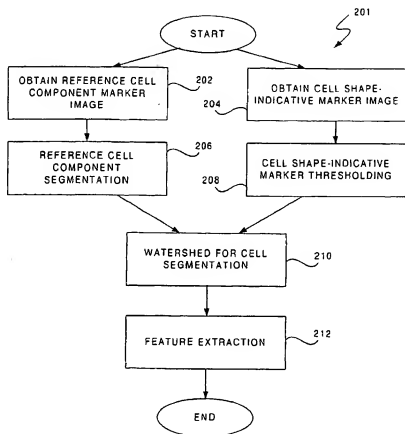 201
START
OBTAIN REFERENCE CELL
COMPONENT MARKER
IMAGE
202
OBTAIN CELL SHAPE-
INDICATIVE MARKER IMAGE
204
REFERENCE CELL
COMPONENT
SEGMENTATION
206
CELL SHAPE-INDICATIVE
MARKER THRESHOLDING
208
WATERSHED FOR CELL
SEGMENTATION
210
FEATURE EXTRACTION
212
END